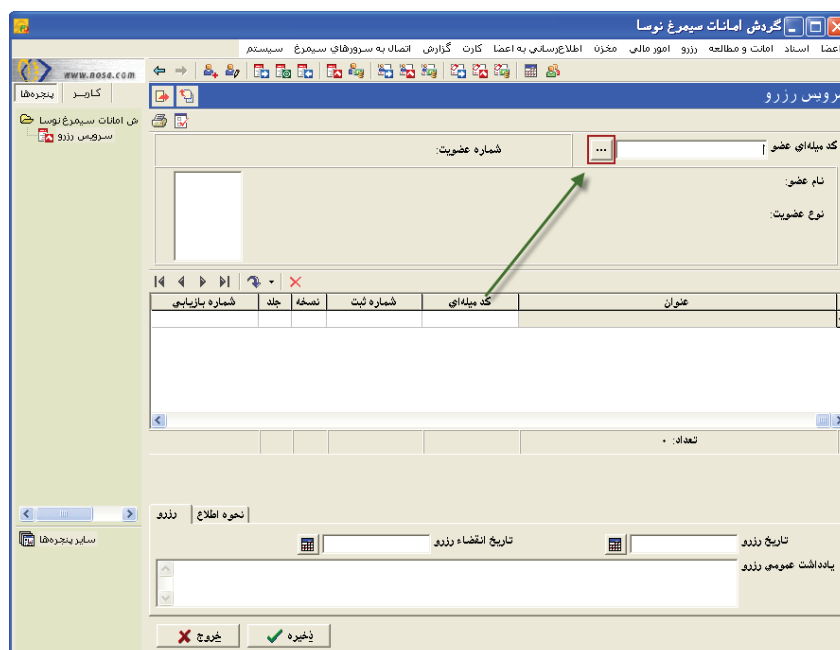 گردش امانات سیمرغ نوسا
اعضا اسناد امانت و مطالعه رزرو امور مالی مخزن اطلاع‌رسانی به اعضا کارت گزارش اتصال به سرورهای سیمرغ سیستم
www.nosa.com
کاربر پنجره‌ها
سرویس رزرو
ش امانات سیمرغ نوسا
سرویس رزرو
کد میله‌ای عضو
...
شماره عضویت:
نام عضو:
نوع عضویت:
عنوان کد میله‌ای شماره ثبت نسخه جلد شماره بازیابی
تعداد: ۰
نحوه اطلاع رزرو
سایر پنجره‌ها
تاریخ رزرو تاریخ انقضاء رزرو
یادداشت عمومی رزرو
ذخیره خروج